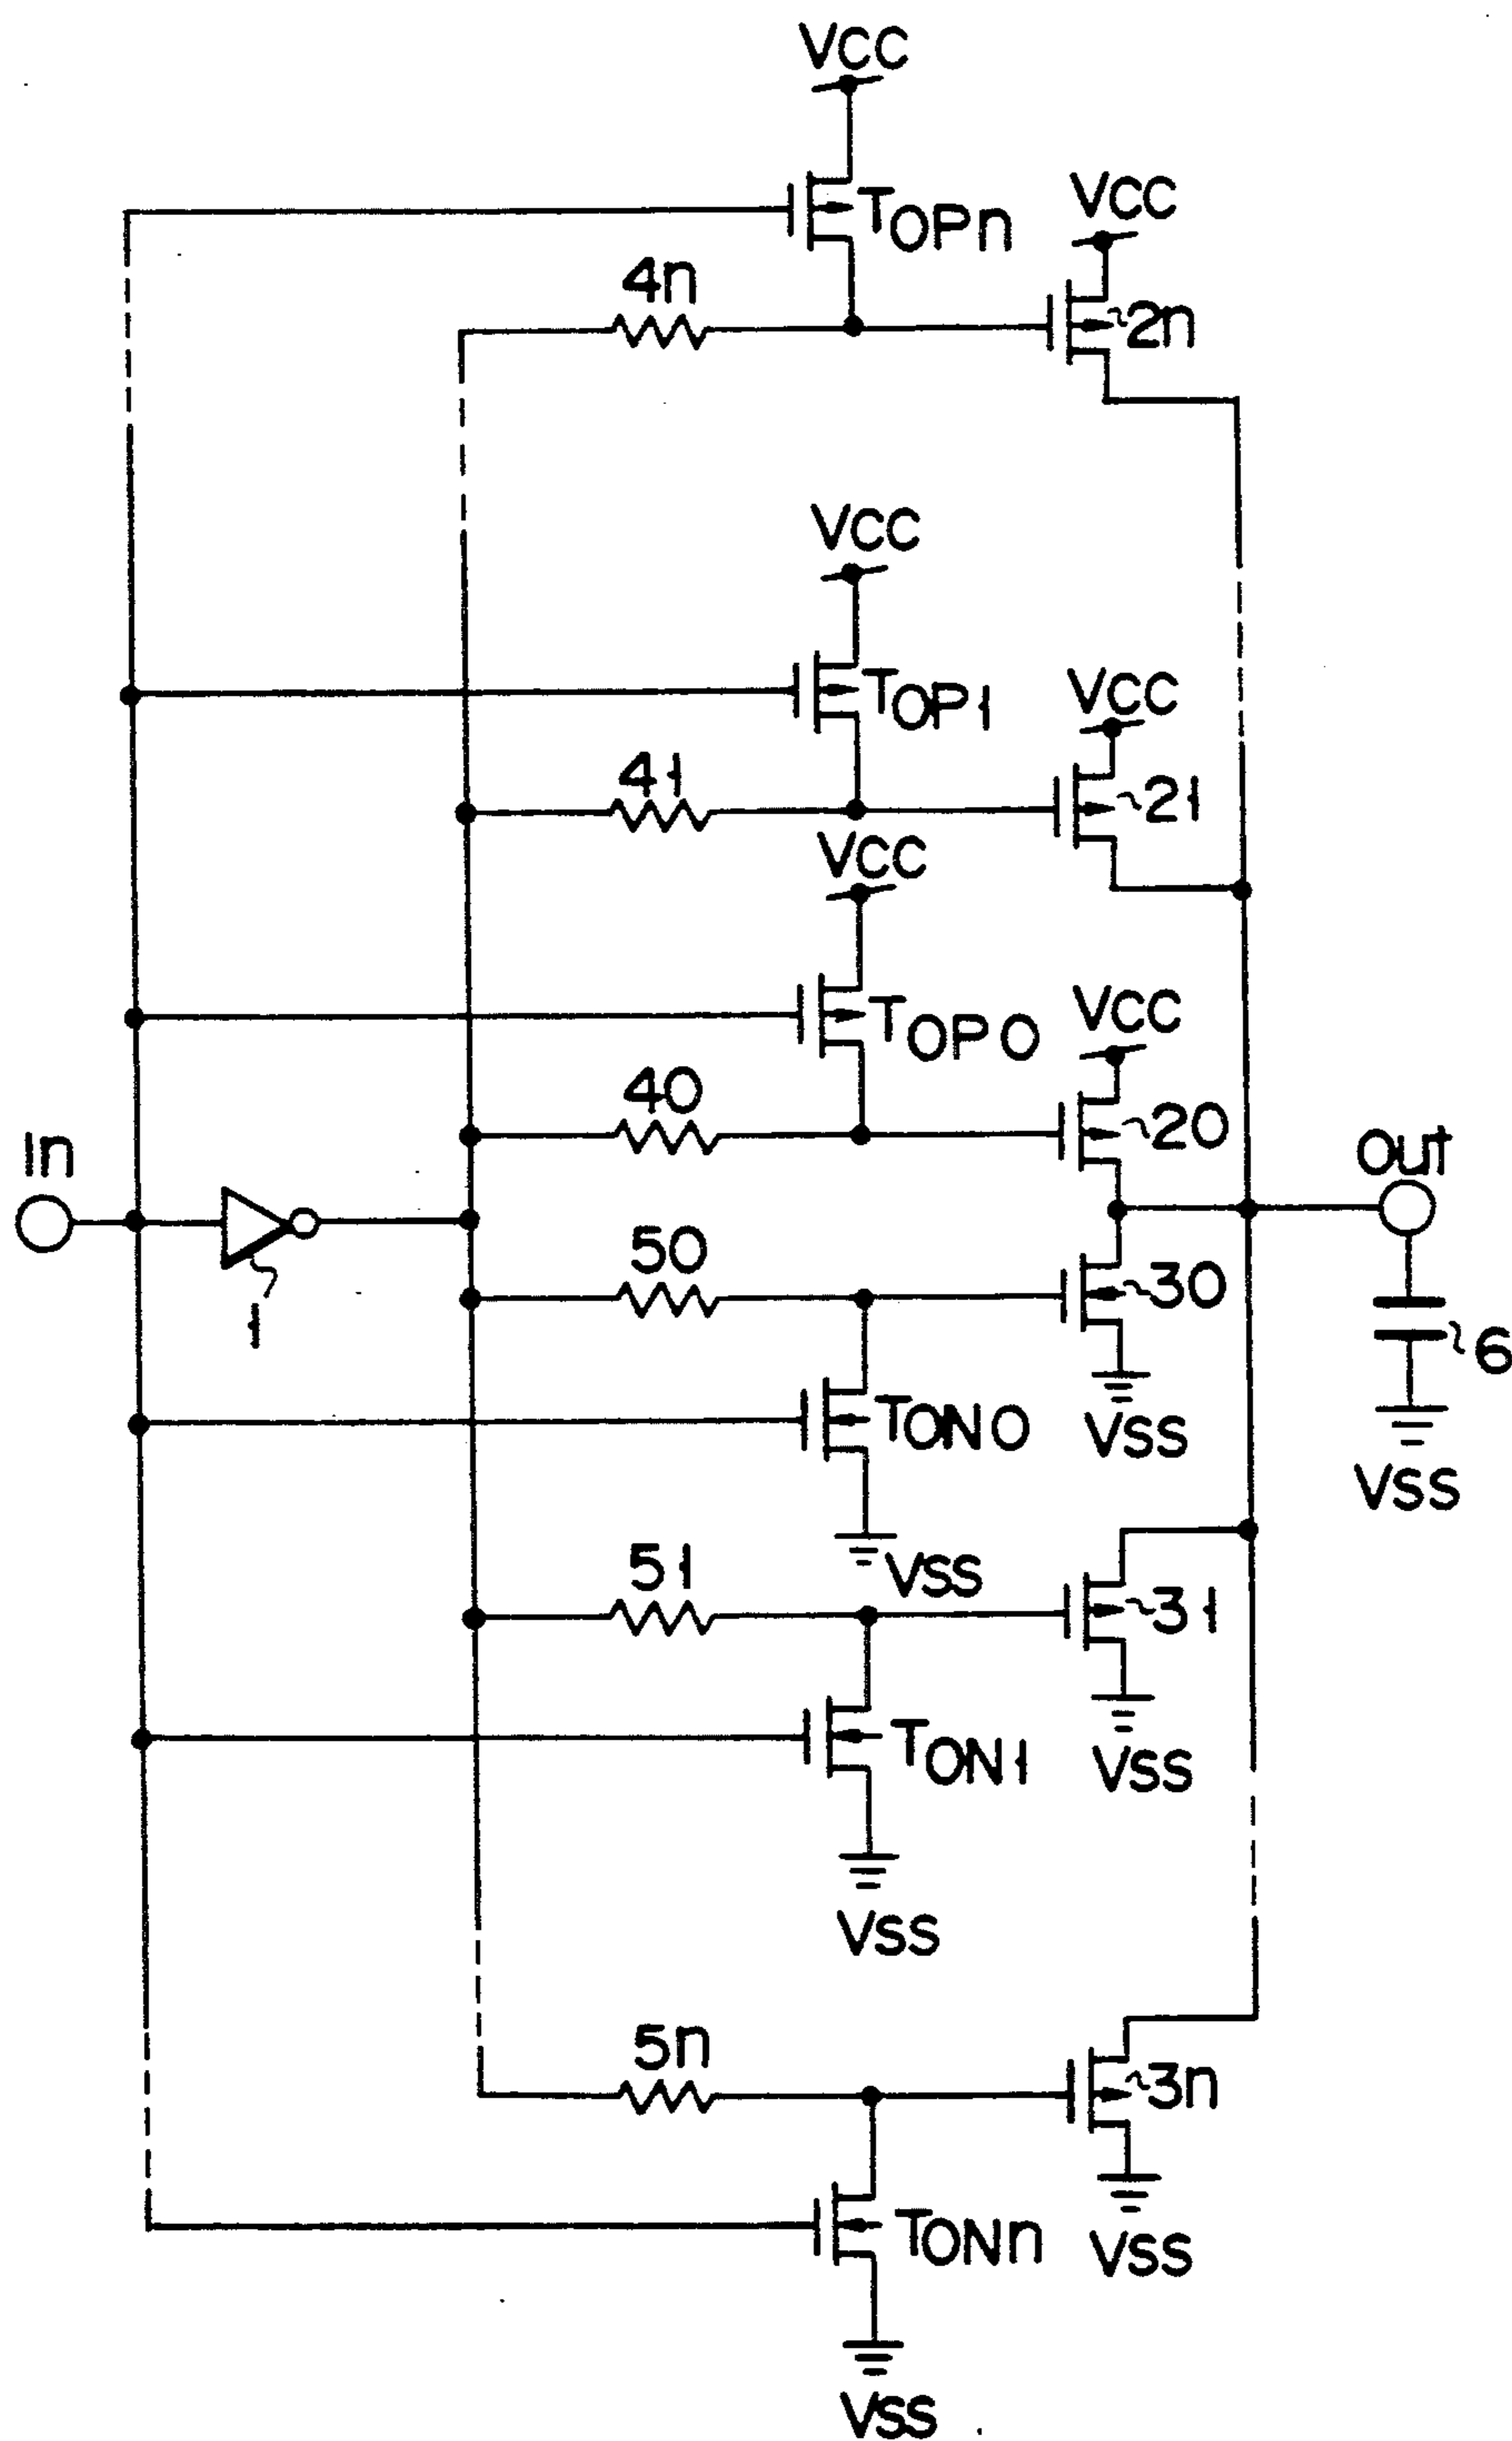 VCC
TOPn
VCC
4n
2n
VCC
TOP1
VCC
41
21
VCC
TOP0
VCC
40
20
In
out
1
50
30
6
TON0
VSS
VSS
51
VSS
31
TON1
VSS
VSS
5n
3n
TONn
VSS
VSS